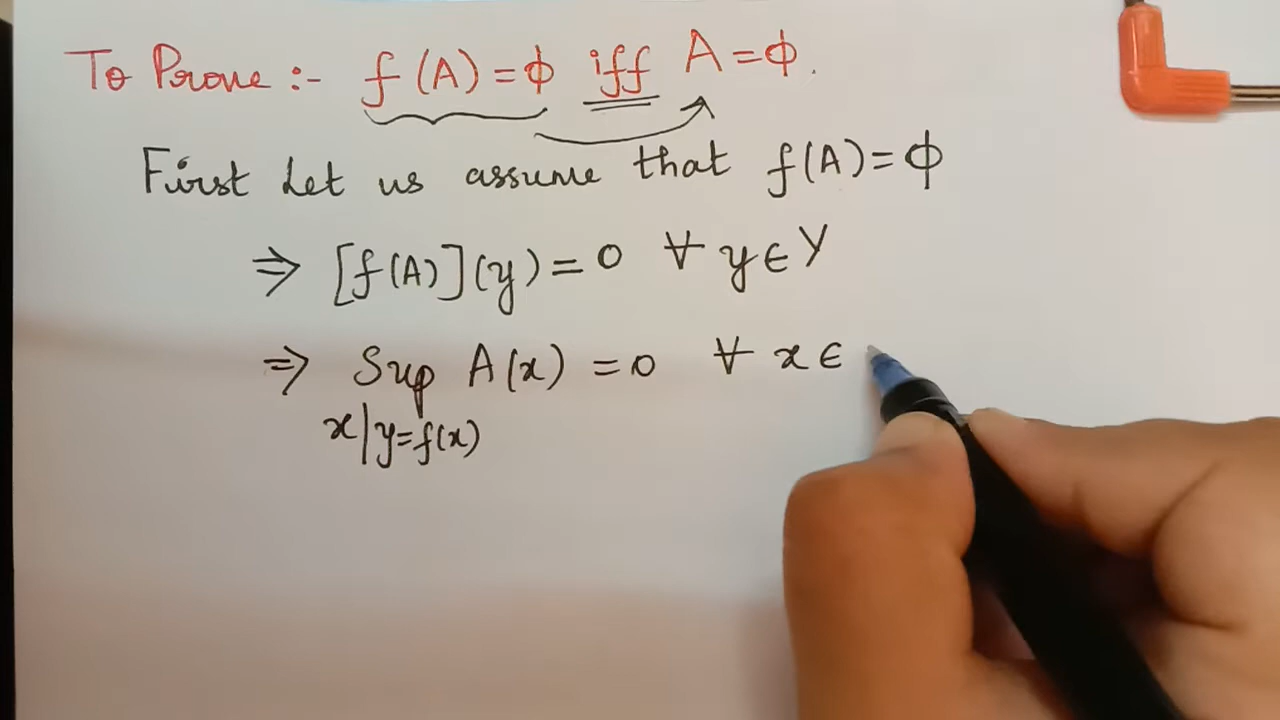 To Prove :- f(A) = ϕ iff A = ϕ.
First Let us assume that f(A) = ϕ
⇒ [f(A)](y) = 0 ∀ y ∈ Y
⇒ Sup A(x) = 0 ∀ x ∈
x|y=f(x)